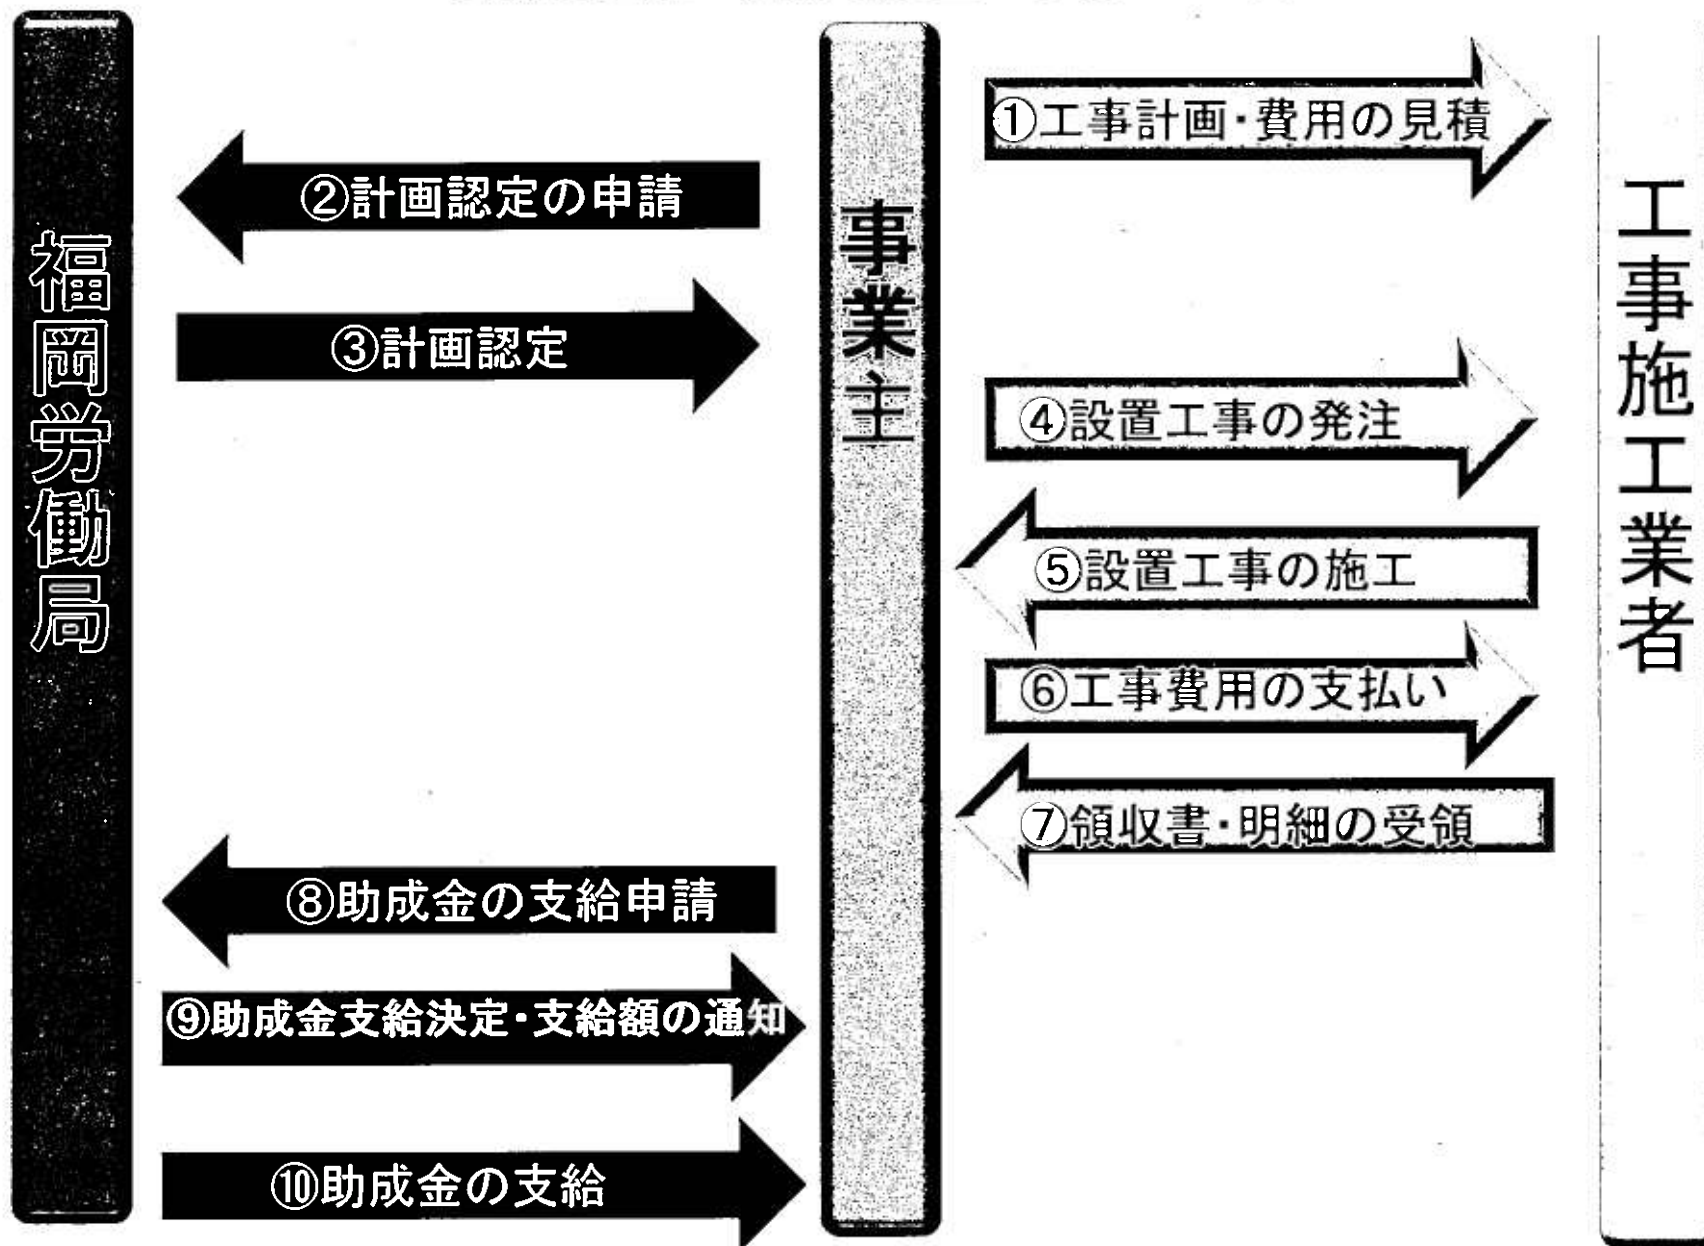 福岡労働局
事業主
工事施工業者
①工事計画・費用の見積
②計画認定の申請
③計画認定
④設置工事の発注
⑤設置工事の施工
⑥工事費用の支払い
⑦領収書・明細の受領
⑧助成金の支給申請
⑨助成金支給決定・支給額の通知
⑩助成金の支給